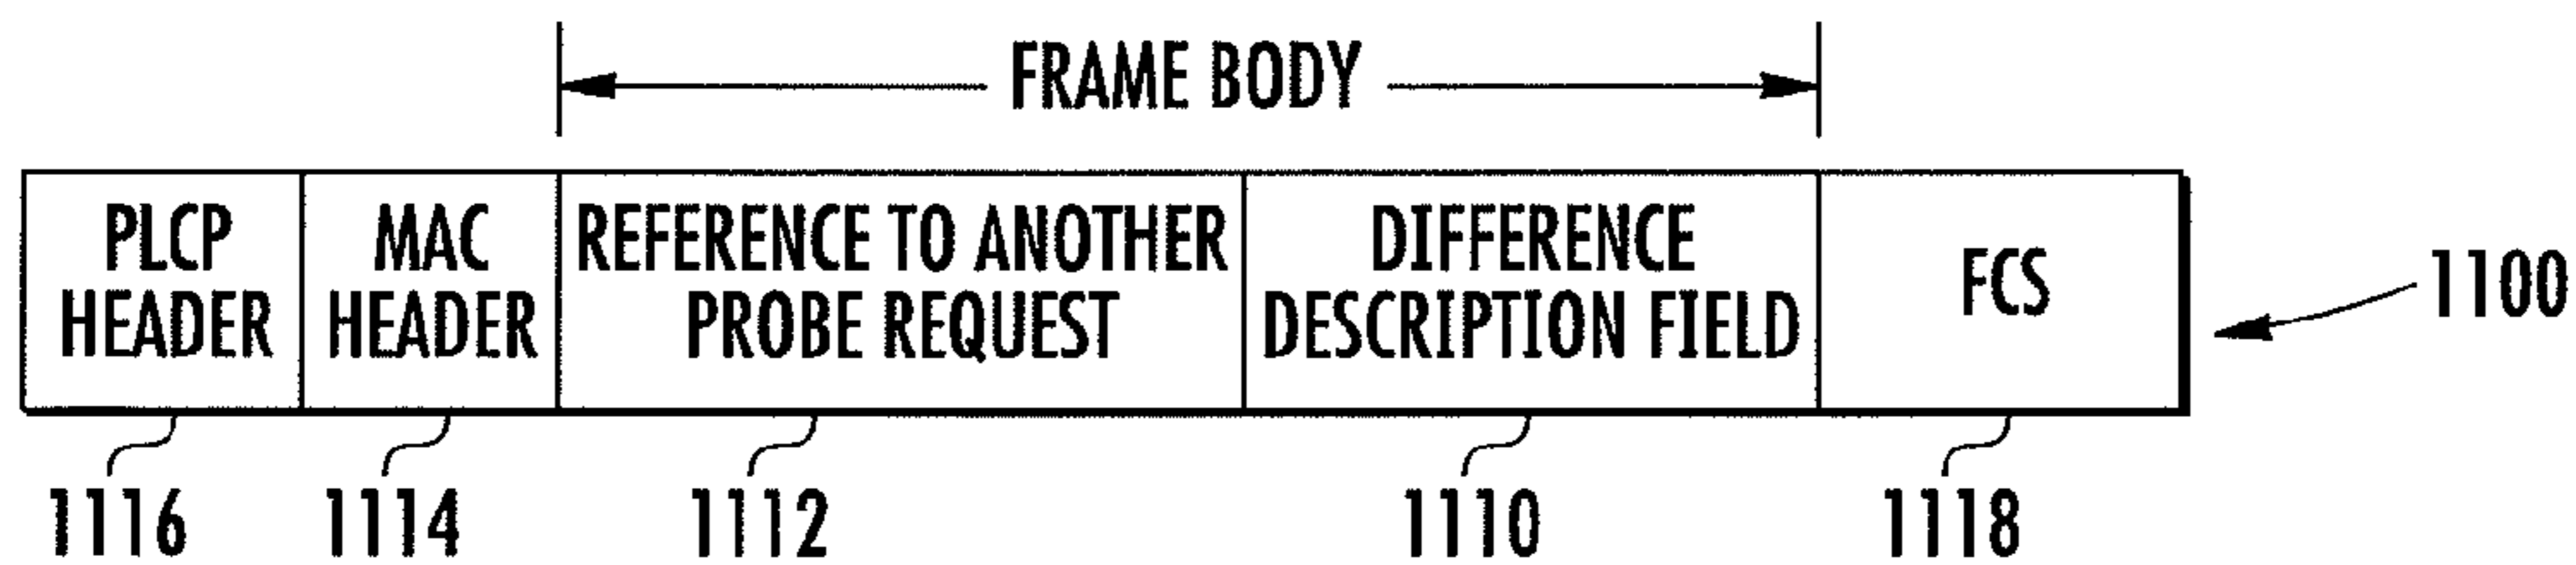 FRAME BODY
PLCP
HEADER
MAC
HEADER
REFERENCE TO ANOTHER
PROBE REQUEST
DIFFERENCE
DESCRIPTION FIELD
FCS
1100
1116
1114
1112
1110
1118